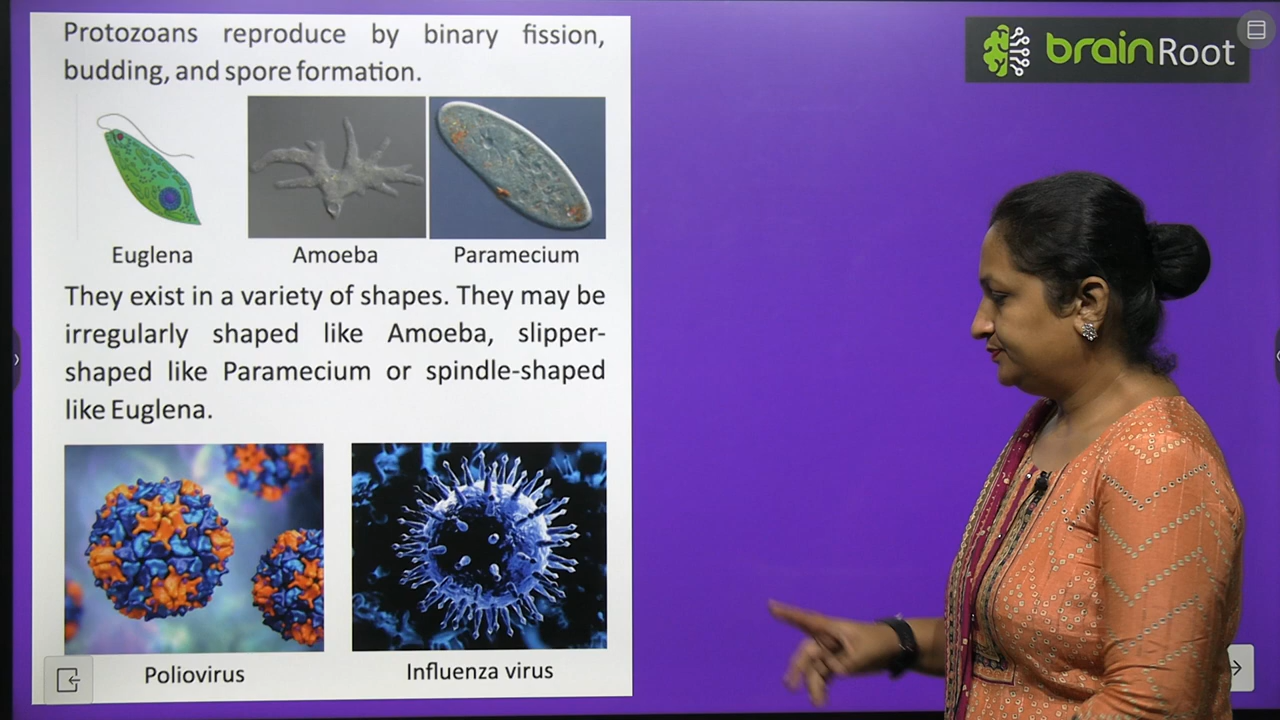 Protozoans reproduce by binary fission,
budding, and spore formation.
brainRoot
Euglena
Amoeba
Paramecium
They exist in a variety of shapes. They may be
irregularly shaped like Amoeba, slipper-
shaped like Paramecium or spindle-shaped
like Euglena.
Poliovirus
Influenza virus